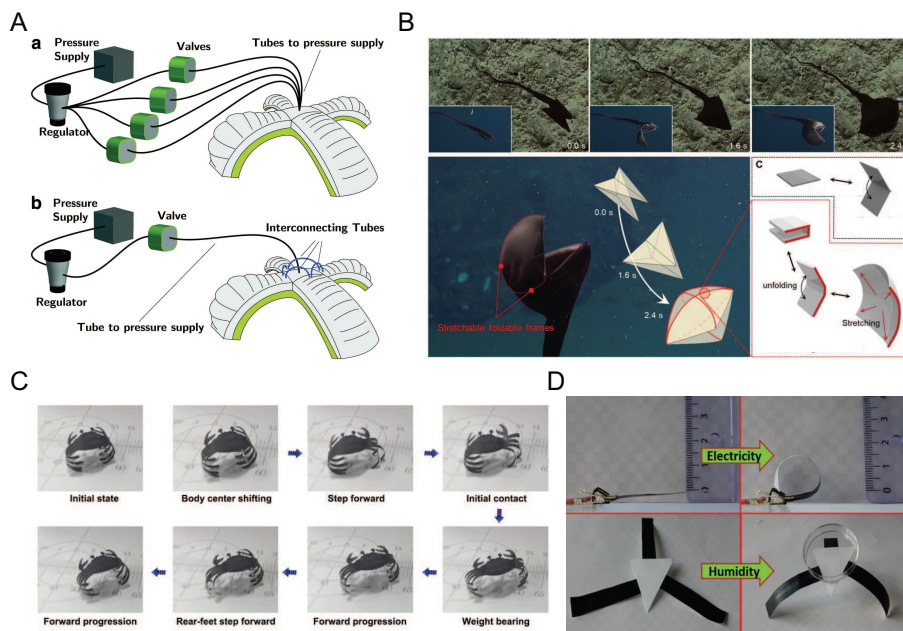 A
a
Pressure
Supply
Valves
Tubes to pressure supply
Regulator
b
Pressure
Supply
Valve
Interconnecting Tubes
Regulator
Tube to pressure supply
B
0.0 s
1.6 s
2.4
0.0 s
1.6 s
2.4 s
Stretchable foldable frames
C
unfolding
Stretching
C
Initial state
Body center shifting
Step forward
Initial contact
Forward progression
Rear-feet step forward
Forward progression
Weight bearing
D
Electricity
Humidity